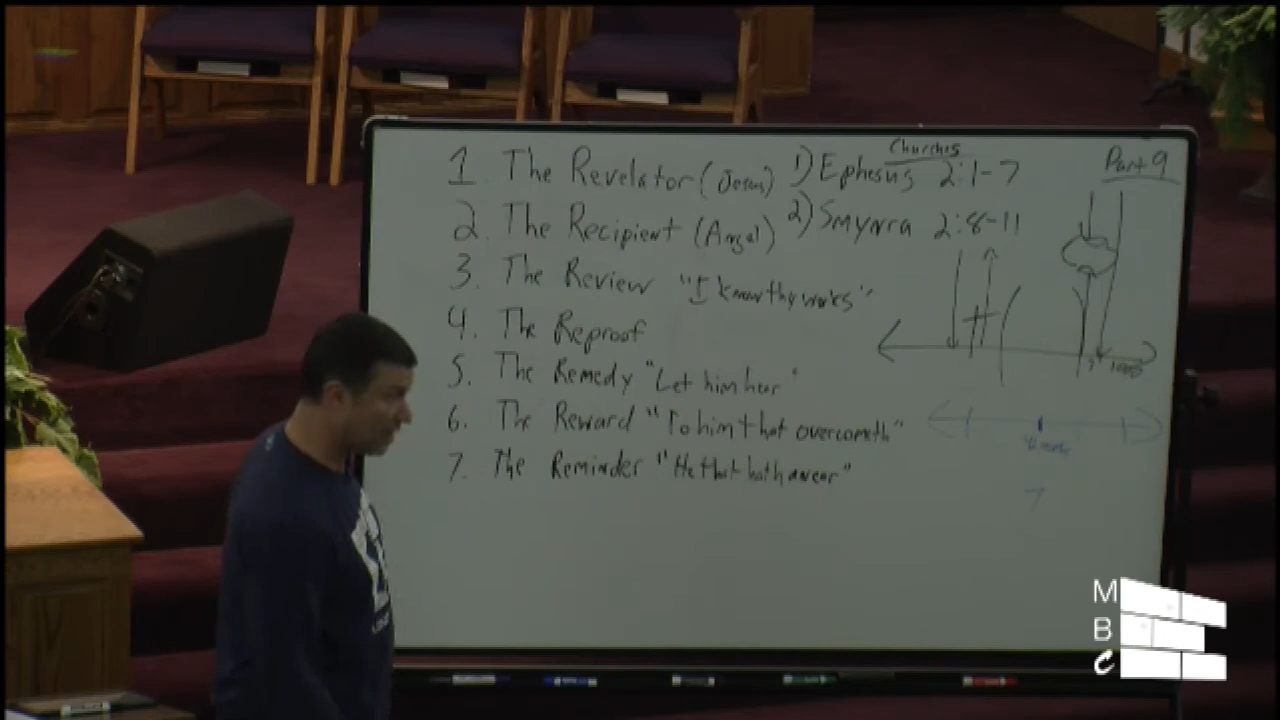 Churches
Part 9
1 The Revelator (Jesus) 1) Ephesus 2:1-7
2. The Recipient (Angel) 2) Smynra 2:8-11
3. The Review "I know thy works"
4. The Reproof
5. The Remedy "Let him hear"
6. The Reward "To him that overcometh"
7. The Reminder "He that hath an ear"
7
MBC